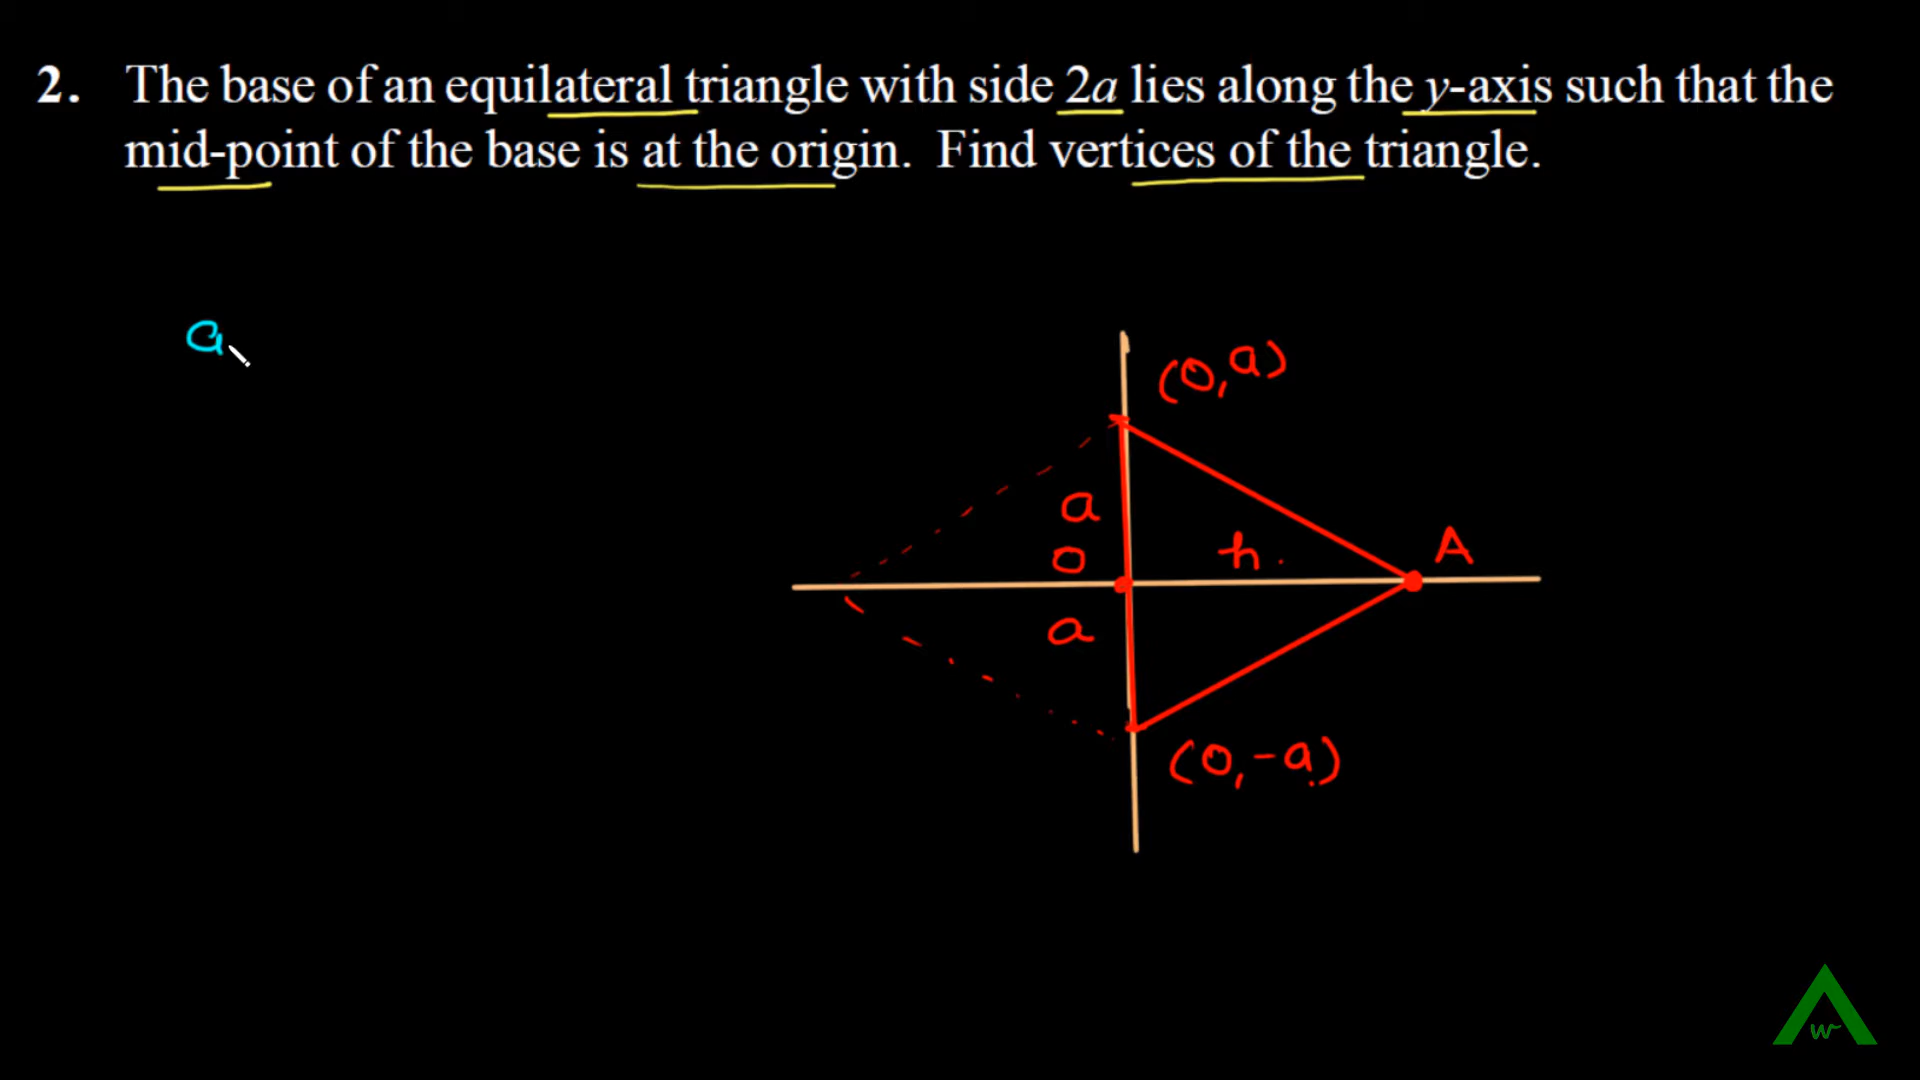 2. The base of an equilateral triangle with side 2a lies along the y-axis such that the
mid-point of the base is at the origin. Find vertices of the triangle.
a
(0,a)
a
0 h. A
a
(0,-a)
w